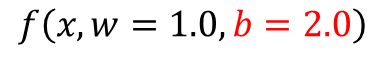 f(x, w = 1.0, b = 2.0)